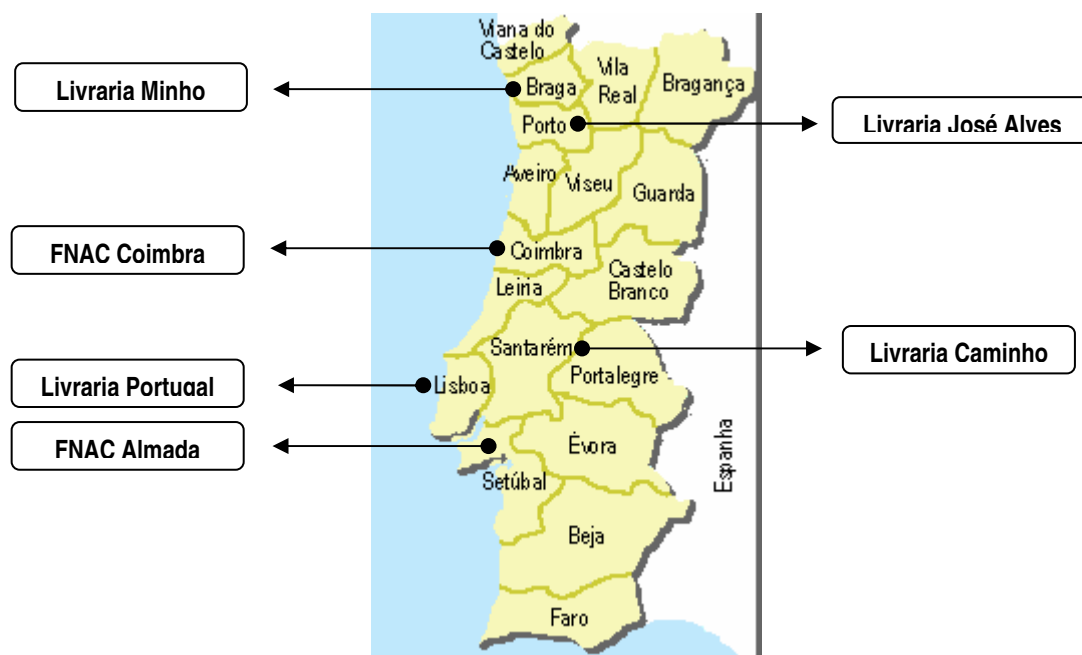 Viana do
Castelo
Vila
Real
Bragança
Livraria Minho
Braga
Porto
Livraria José Alves
Aveiro
Viseu
Guarda
FNAC Coimbra
Coimbra
Castelo
Branco
Leiria
Santarém
Livraria Caminho
Livraria Portugal
Lisboa
Portalegre
FNAC Almada
Évora
Espanha
Setúbal
Beja
Faro